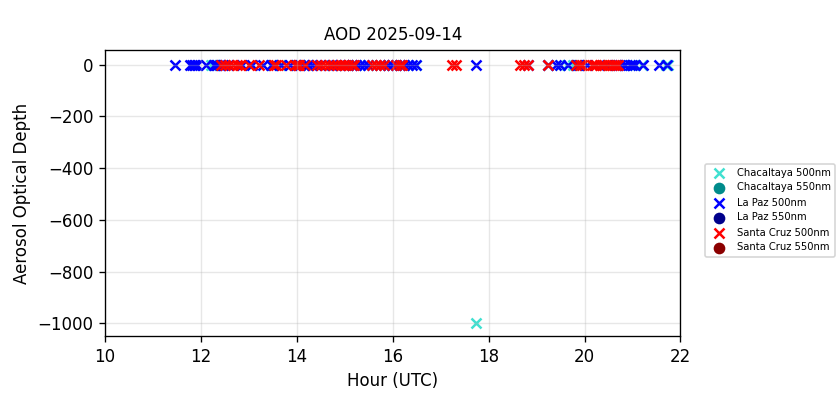 AOD 2025-09-14
Aerosol Optical Depth
0
−200
−400
−600
−800
−1000
10 12 14 16 18 20 22
Hour (UTC)
Chacaltaya 500nm
Chacaltaya 550nm
La Paz 500nm
La Paz 550nm
Santa Cruz 500nm
Santa Cruz 550nm